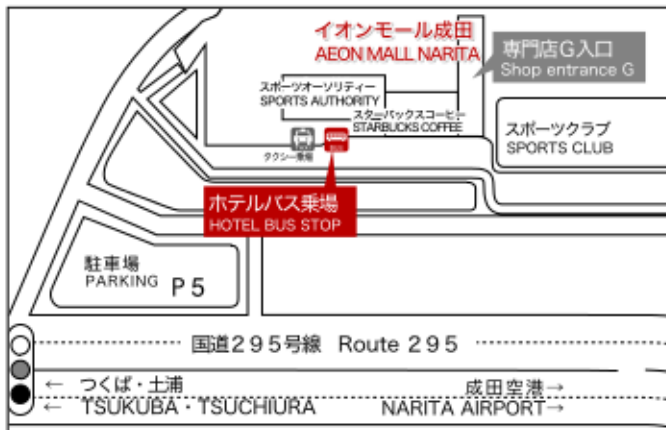 イオンモール成田
AEON MALL NARITA
専門店G入口
Shop entrance G
スポーツオーソリティー
SPORTS AUTHORITY
スターバックスコーヒー
STARBUCKS COFFEE
スポーツクラブ
SPORTS CLUB
タクシー乗場
ホテルバス乗場
HOTEL BUS STOP
駐車場
PARKING P5
国道295号線 Route 295
← つくば・土浦
成田空港→
← TSUKUBA・TSUCHIURA
NARITA AIRPORT→